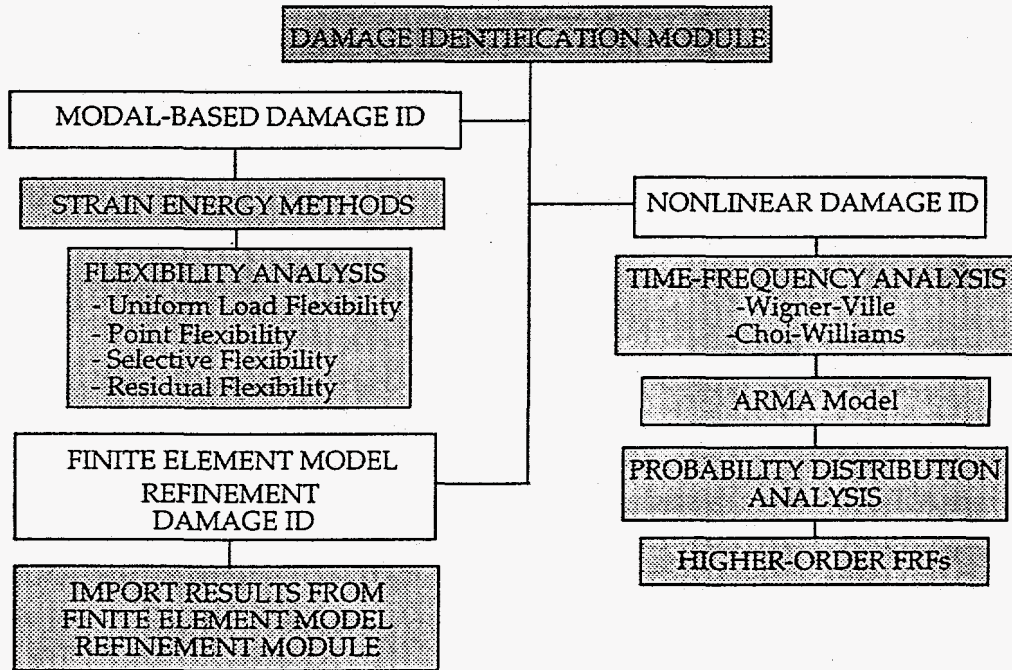 DAMAGE IDENTIFICATION MODULE
MODAL-BASED DAMAGE ID
STRAIN ENERGY METHODS
FLEXIBILITY ANALYSIS
- Uniform Load Flexibility
- Point Flexibility
- Selective Flexibility
- Residual Flexibility
FINITE ELEMENT MODEL
REFINEMENT
DAMAGE ID
IMPORT RESULTS FROM
FINITE ELEMENT MODEL
REFINEMENT MODULE
NONLINEAR DAMAGE ID
TIME-FREQUENCY ANALYSIS
-Wigner-Ville
-Choi-Williams
ARMA Model
PROBABILITY DISTRIBUTION
ANALYSIS
HIGHER-ORDER FRFs